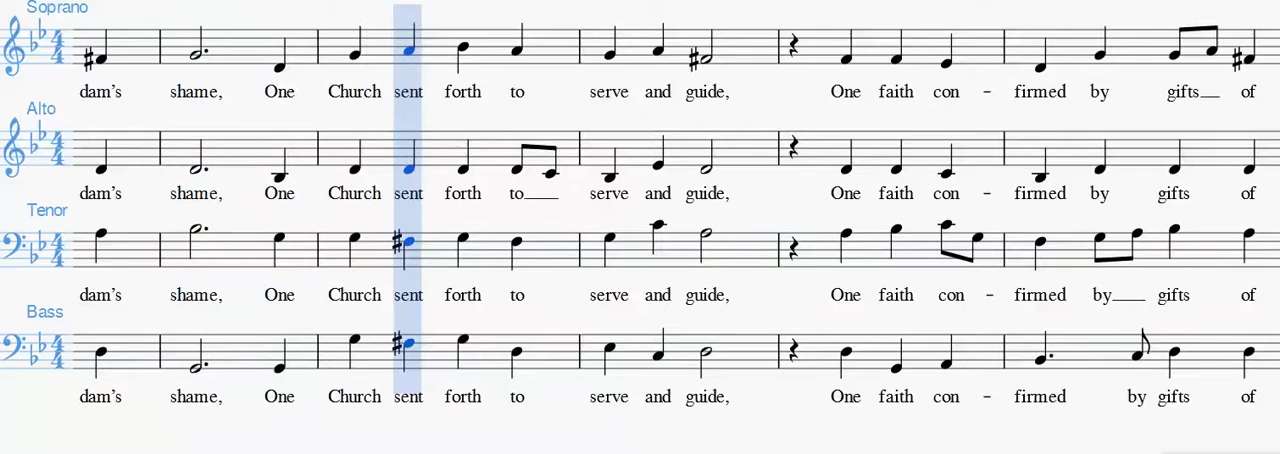 Soprano
dam's shame, One Church sent forth to serve and guide, One faith con - firmed by gifts of
Alto
dam's shame, One Church sent forth to serve and guide, One faith con - firmed by gifts of
Tenor
dam's shame, One Church sent forth to serve and guide, One faith con - firmed by gifts of
Bass
dam's shame, One Church sent forth to serve and guide, One faith con - firmed by gifts of